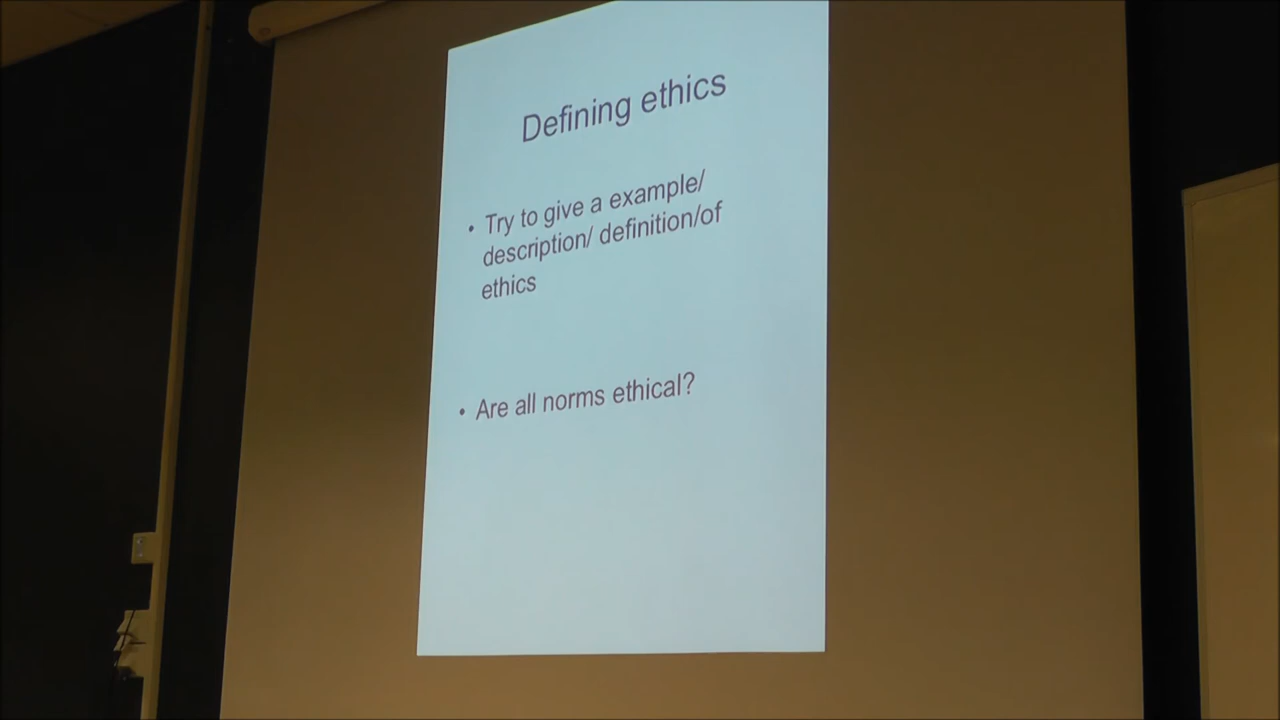 Defining ethics
• Try to give a example/
description/ definition/of
ethics
• Are all norms ethical?